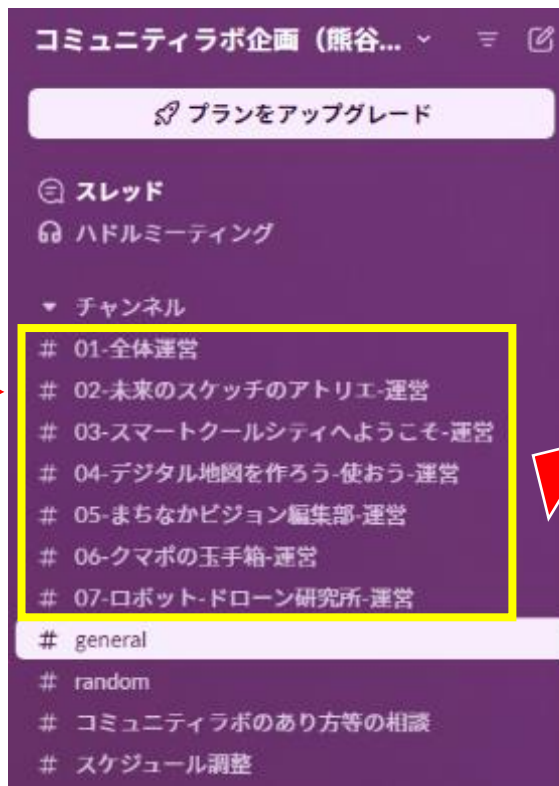 コミュニティラボ企画（熊谷...
プランをアップグレード
スレッド
ハドルミーティング
チャンネル
# 01-全体運営
# 02-未来のスケッチのアトリエ-運営
# 03-スマートクールシティへようこそ-運営
# 04-デジタル地図を作ろう-使おう-運営
# 05-まちなかビジョン編集部-運営
# 06-クマポの玉手箱-運営
# 07-ロボット-ドローン研究所-運営
# general
# random
# コミュニティラボのあり方等の相談
# スケジュール調整